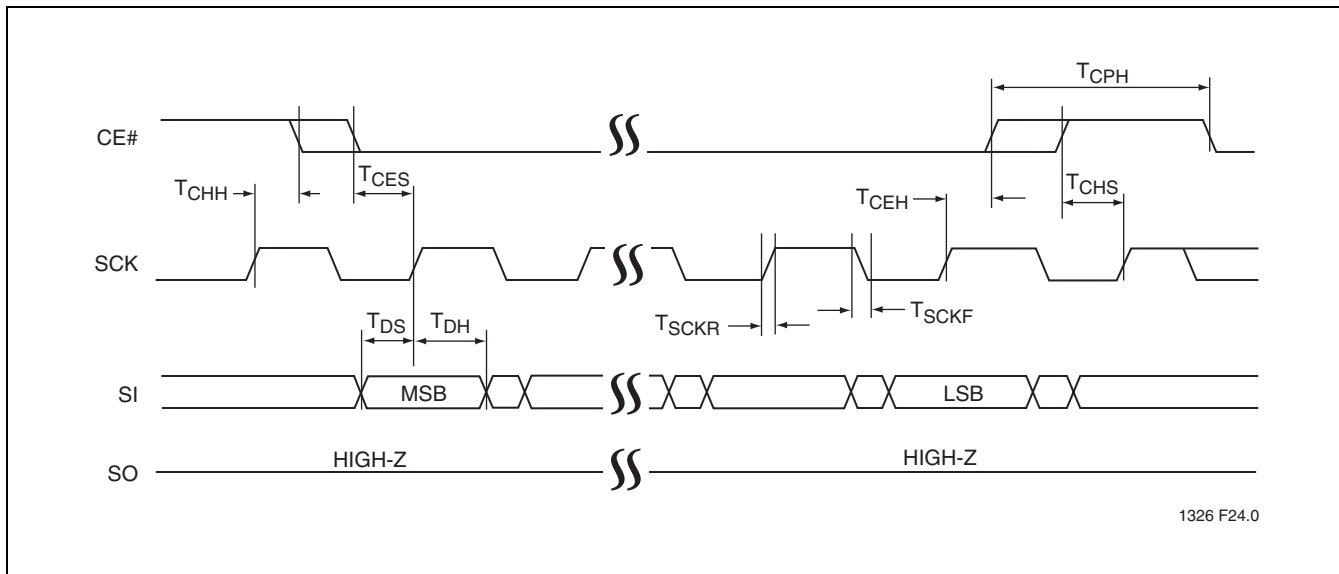 TCPH
CE#
TCHH
TCES
TCEH
TCHS
SCK
TDS
TDH
TSCKR
TSCKF
SI
MSB
LSB
SO
HIGH-Z
HIGH-Z
1326 F24.0